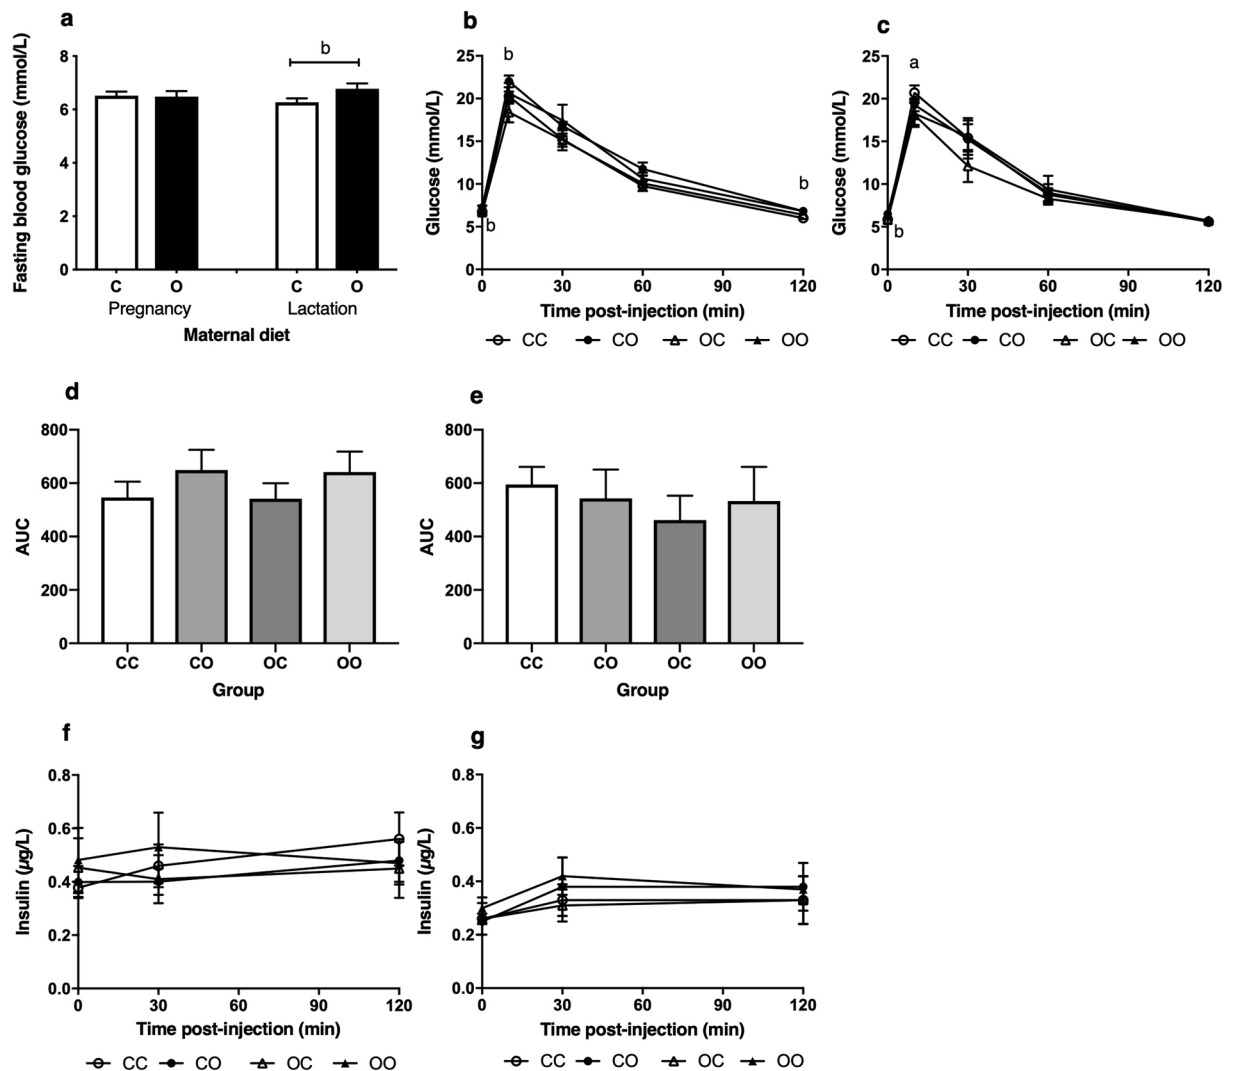 a
Fasting blood glucose (mmol/L)
8
6
4
2
0
b
C O C O
Pregnancy Lactation
Maternal diet
b
Glucose (mmol/L)
25
20
15
10
5
0
b
b
b
0 30 60 90 120
Time post-injection (min)
CC CO OC OO
c
Glucose (mmol/L)
25
20
15
10
5
0
a
b
0 30 60 90 120
Time post-injection (min)
CC CO OC OO
d
AUC
800
600
400
200
0
CC CO OC OO
Group
e
AUC
800
600
400
200
0
CC CO OC OO
Group
f
Insulin (µg/L)
0.8
0.6
0.4
0.2
0.0
0 30 60 90 120
Time post-injection (min)
CC CO OC OO
g
Insulin (µg/L)
0.8
0.6
0.4
0.2
0.0
0 30 60 90 120
Time post-injection (min)
CC CO OC OO